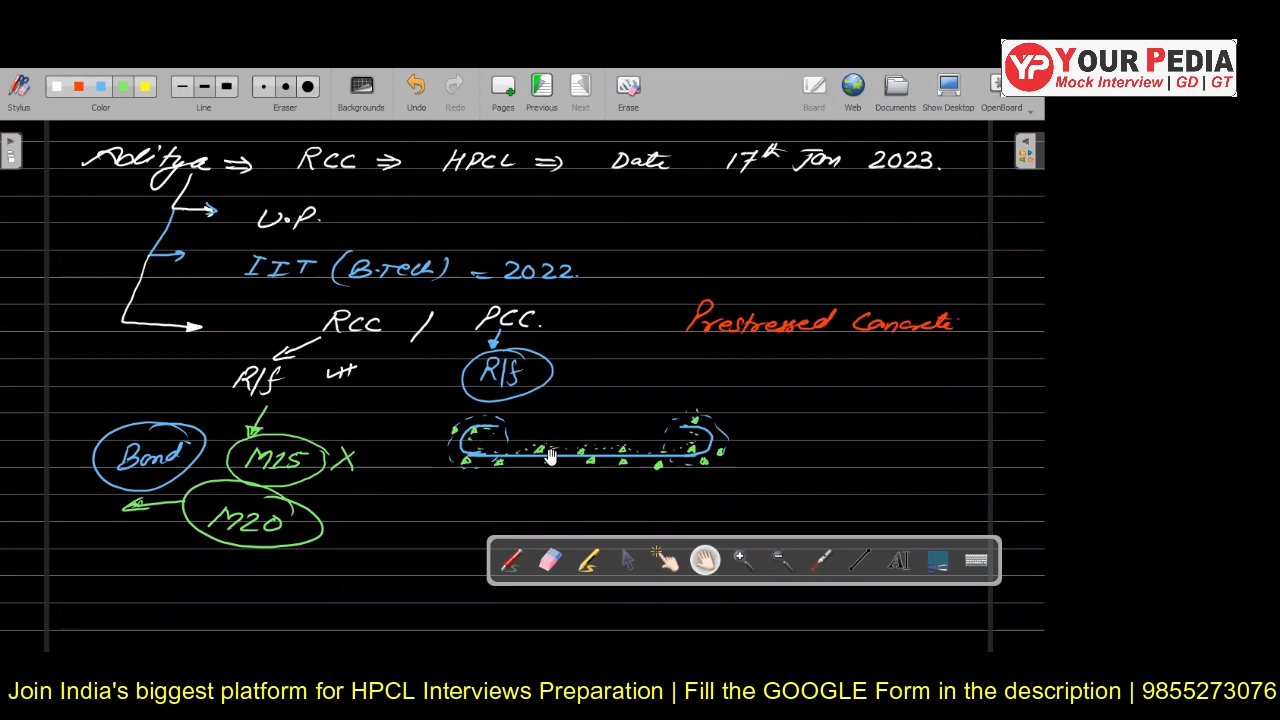 YP YOUR PEDIA
Mock Interview | GD | GT
Stylus Color Line Eraser Backgrounds Undo Redo Pages Previous Next Erase Board Web Documents Show Desktop OpenBoard
Aditya ⇒ RCC ⇒ HPCL ⇒ Date 17th Jan 2023.
U.P.
IIT (B.Tech) = 2022.
RCC / PCC. Prestressed Concrete
R/f R/f
Bond M15 X
M20
AI
Join India's biggest platform for HPCL Interviews Preparation | Fill the GOOGLE Form in the description | 9855273076